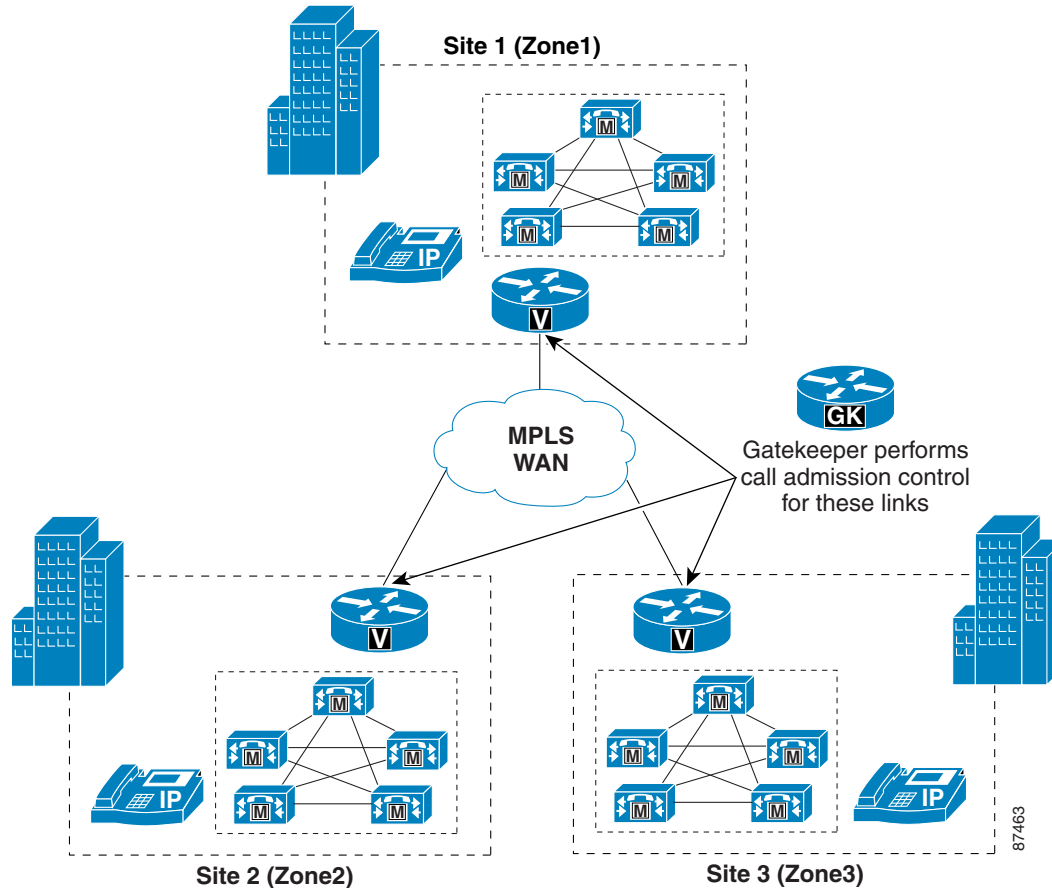 Site 1 (Zone1)
M
M
M
M
M
IP
V
MPLS
WAN
GK
Gatekeeper performs
call admission control
for these links
V
V
M
M
M
M
M
IP
M
M
M
M
M
IP
87463
Site 2 (Zone2)
Site 3 (Zone3)